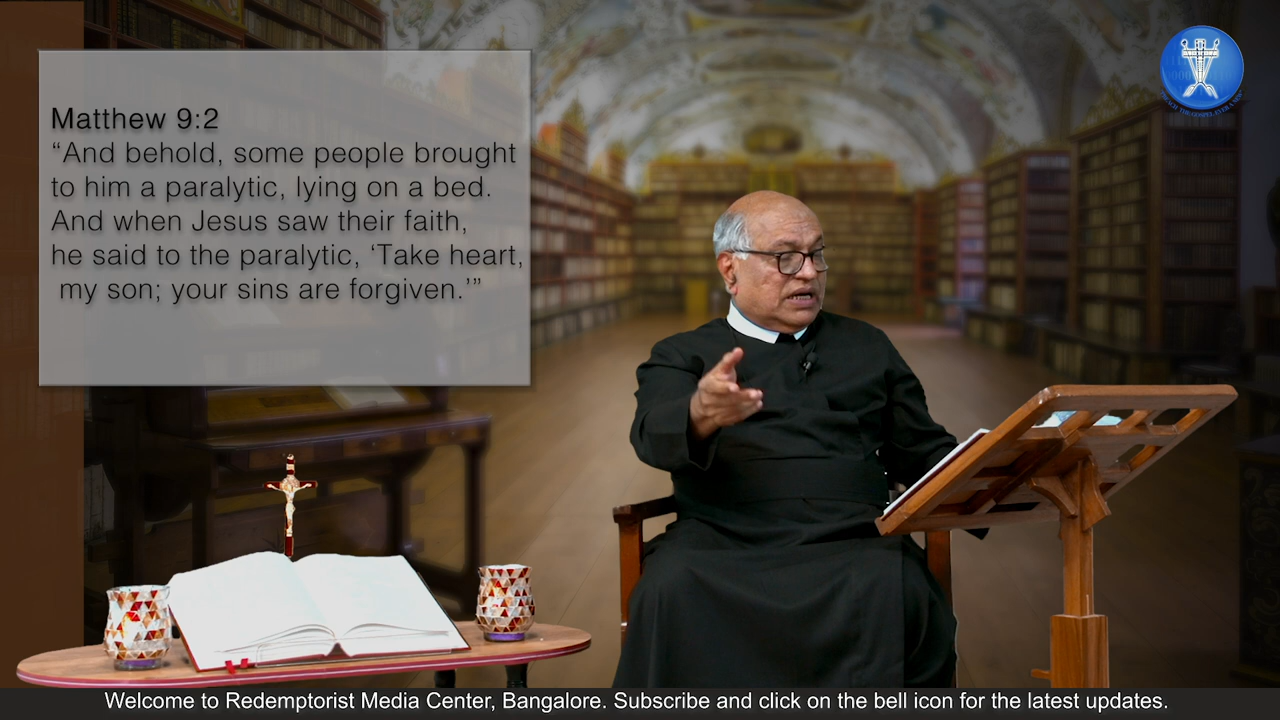 Matthew 9:2
“And behold, some people brought
to him a paralytic, lying on a bed.
And when Jesus saw their faith,
he said to the paralytic, ‘Take heart,
my son; your sins are forgiven.’”
Welcome to Redemptorist Media Center, Bangalore. Subscribe and click on the bell icon for the latest updates.